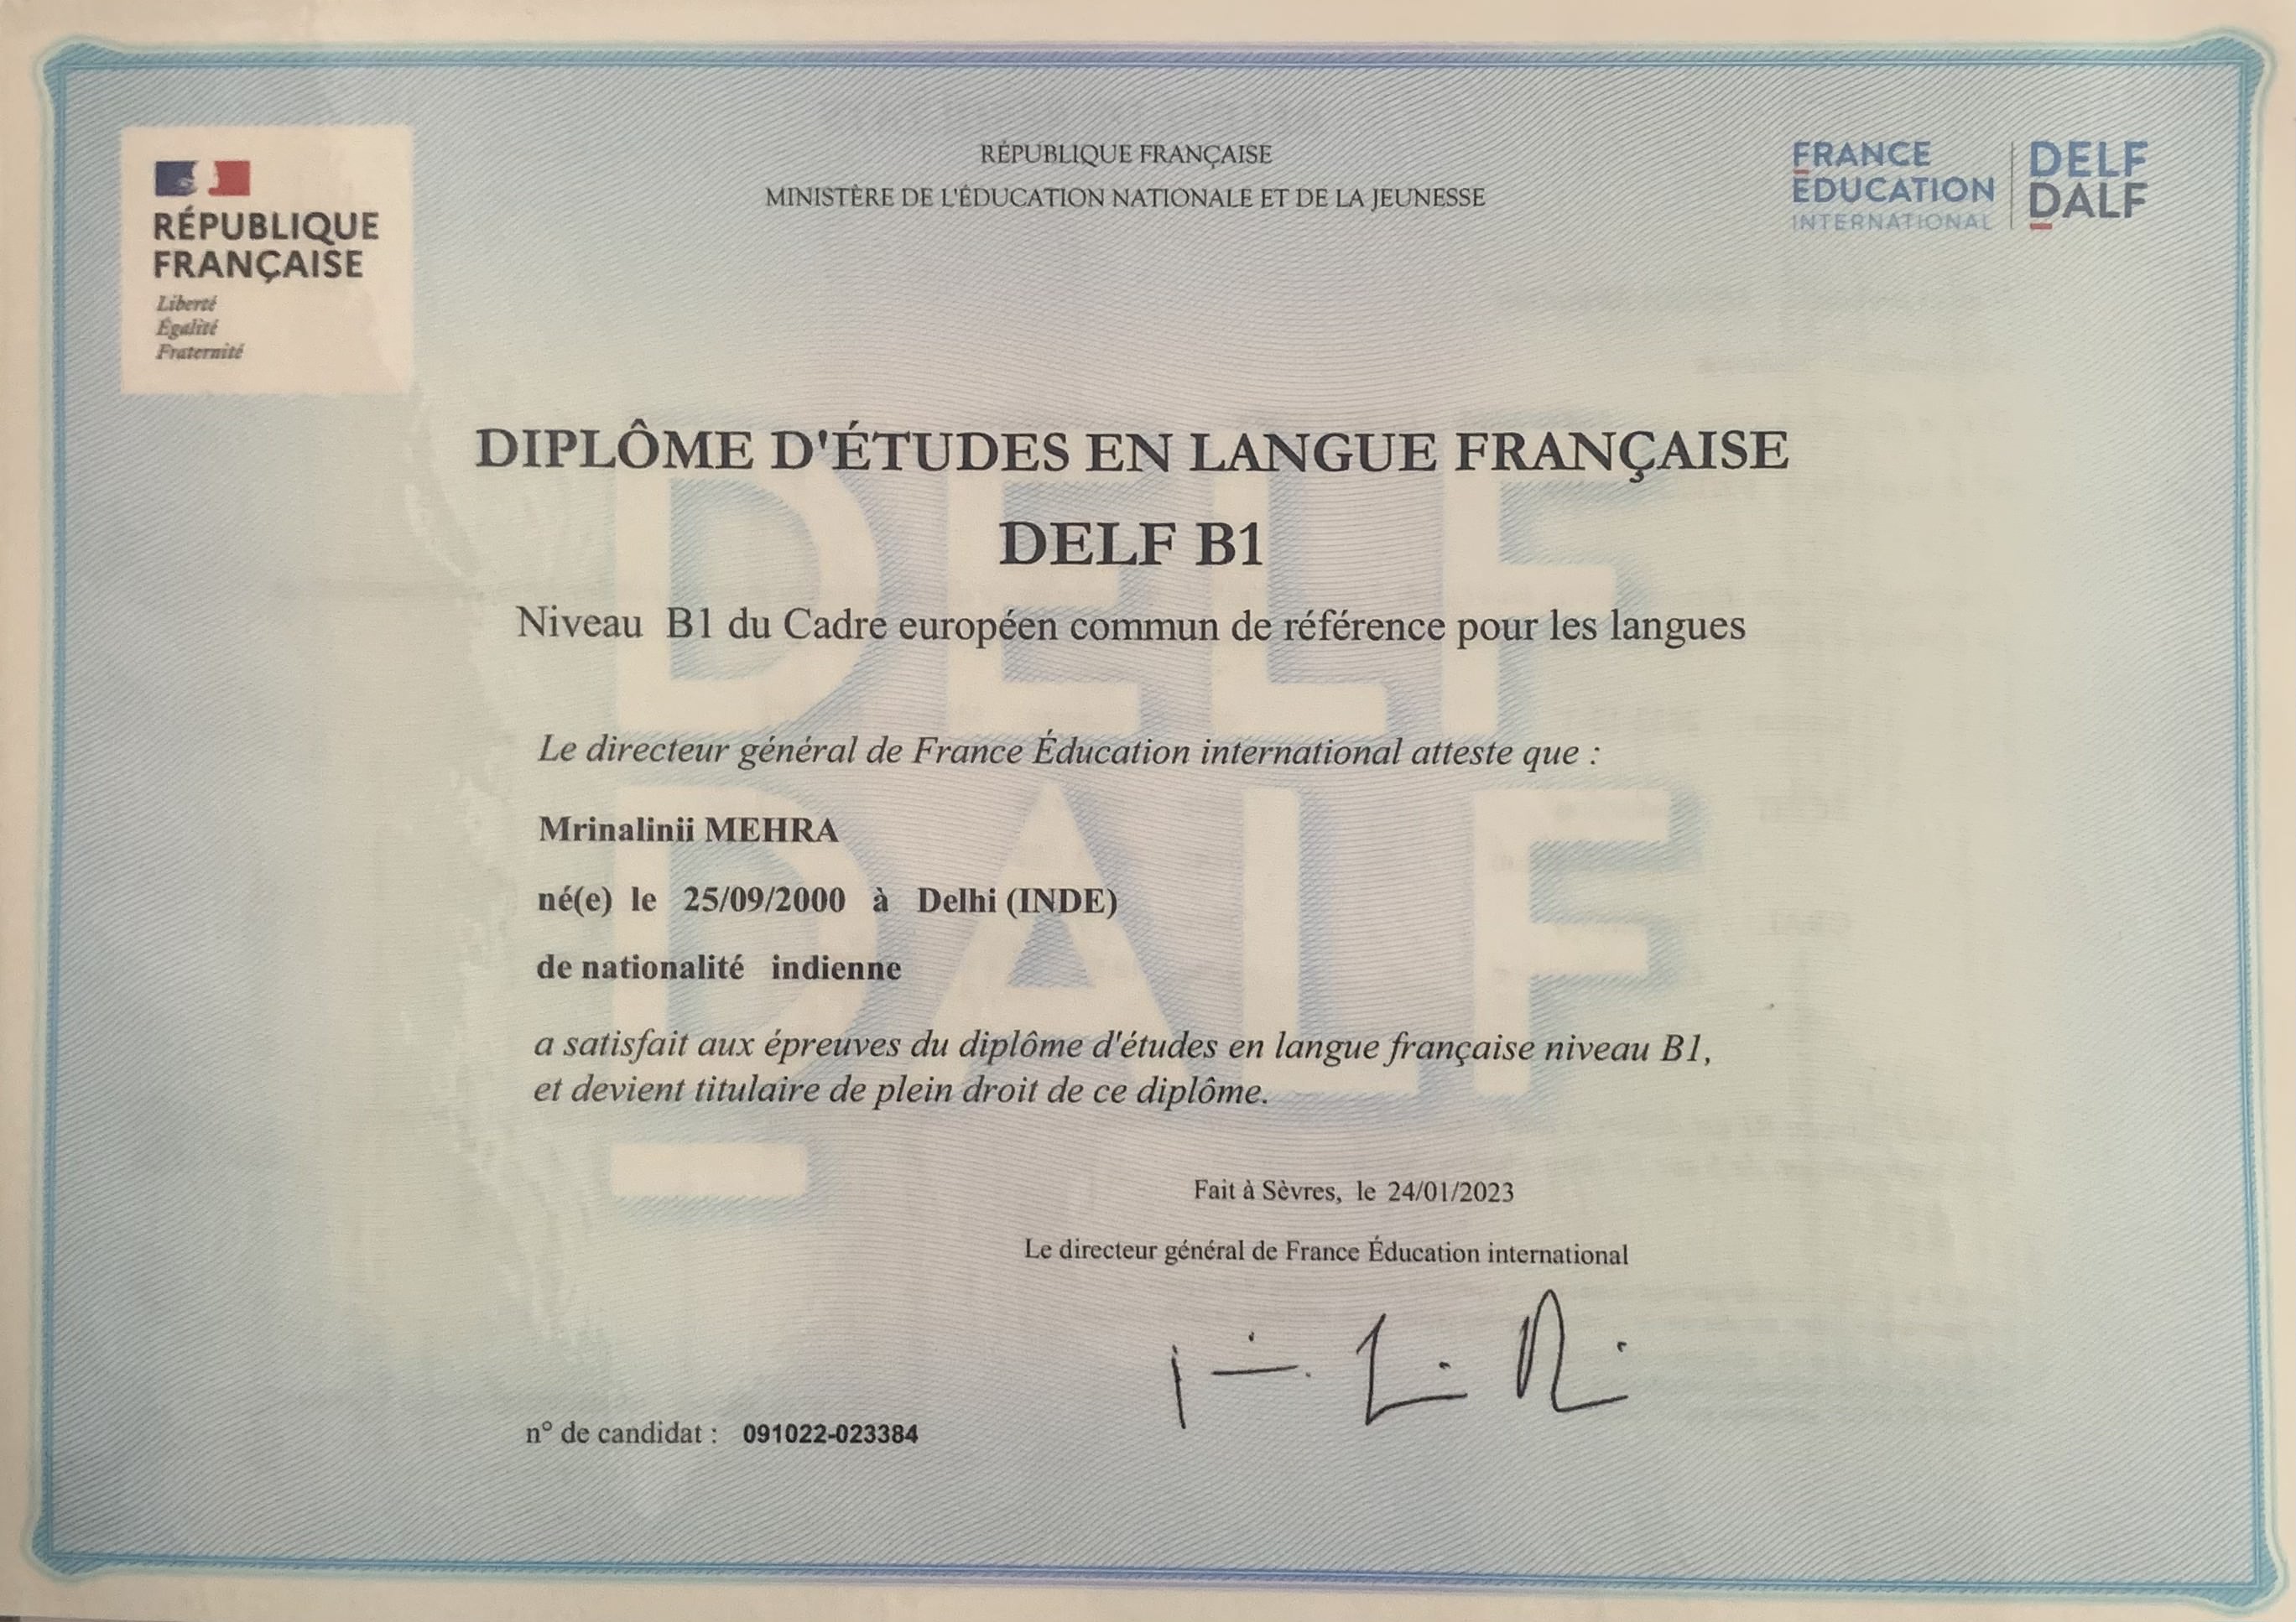 RÉPUBLIQUE
FRANÇAISE
Liberté
Égalité
Fraternité
RÉPUBLIQUE FRANÇAISE
MINISTÈRE DE L'ÉDUCATION NATIONALE ET DE LA JEUNESSE
FRANCE
ÉDUCATION
INTERNATIONAL
DELF
DALF
DIPLÔME D'ÉTUDES EN LANGUE FRANÇAISE
DELF B1
Niveau B1 du Cadre européen commun de référence pour les langues
DELF
DALF
Le directeur général de France Éducation international atteste que :
Mrinalinii MEHRA
né(e) le 25/09/2000 à Delhi (INDE)
de nationalité indienne
a satisfait aux épreuves du diplôme d'études en langue française niveau B1,
et devient titulaire de plein droit de ce diplôme.
Fait à Sèvres, le 24/01/2023
Le directeur général de France Éducation international
n° de candidat : 091022-023384